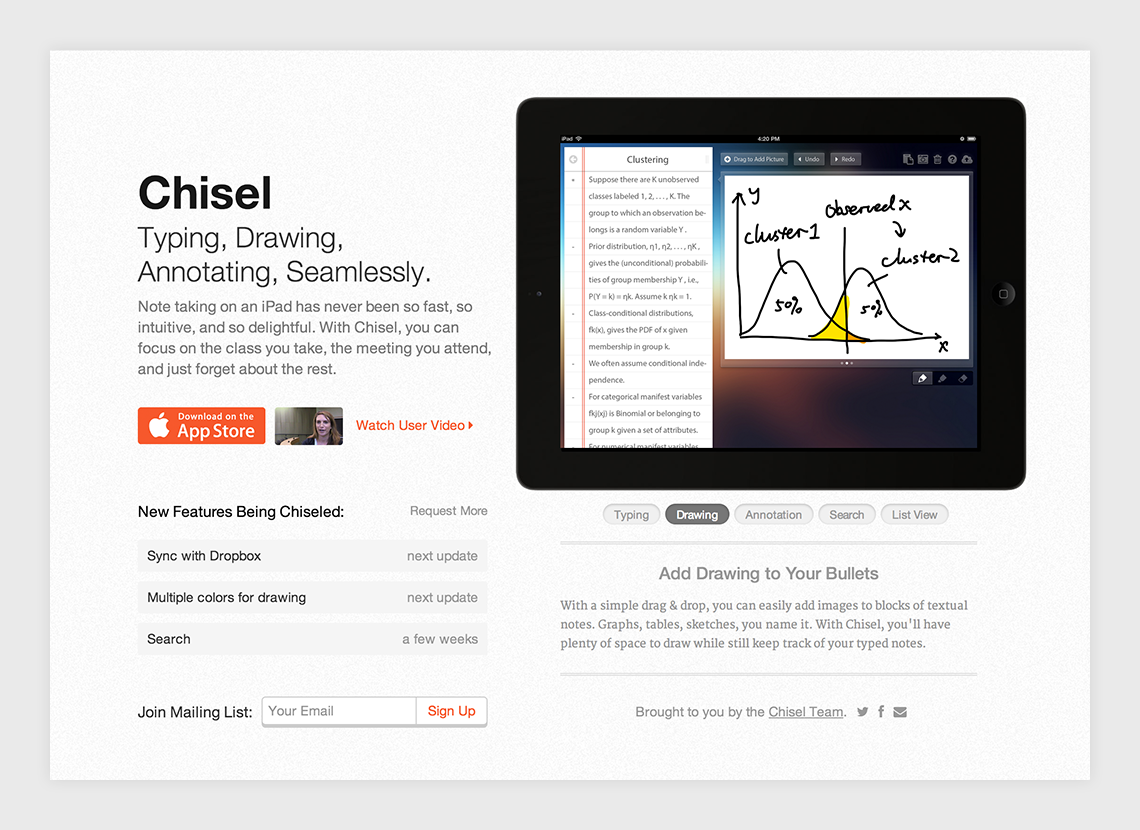 Chisel
Typing, Drawing,
Annotating, Seamlessly.
Note taking on an iPad has never been so fast, so
intuitive, and so delightful. With Chisel, you can
focus on the class you take, the meeting you attend,
and just forget about the rest.
Download on the
App Store
Watch User Video
New Features Being Chiseled:
Request More
Sync with Dropbox
next update
Multiple colors for drawing
next update
Search
a few weeks
Join Mailing List:
Your Email
Sign Up
iPad
4:20 PM
Clustering
Suppose there are K unobserved
classes labeled 1, 2, . . . , K. The
group to which an observation be-
longs is a random variable Y .
Prior distribution, η1, η2, . . . , ηK ,
gives the (unconditional) probabili-
ties of group membership Y , i.e.,
P(Y = k) = ηk. Assume k ηk = 1.
Class-conditional distributions,
fk(x), gives the PDF of x given
membership in group k.
We often assume conditional inde-
pendence.
For categorical manifest variables
fkj(xj) is Binomial or belonging to
group k given a set of attributes.
For numerical manifest variables
Drag to Add Picture
Undo
Redo
y
observed x
cluster 1
cluster 2
50%
50%
x
Typing
Drawing
Annotation
Search
List View
Add Drawing to Your Bullets
With a simple drag & drop, you can easily add images to blocks of textual
notes. Graphs, tables, sketches, you name it. With Chisel, you'll have
plenty of space to draw while still keep track of your typed notes.
Brought to you by the Chisel Team.